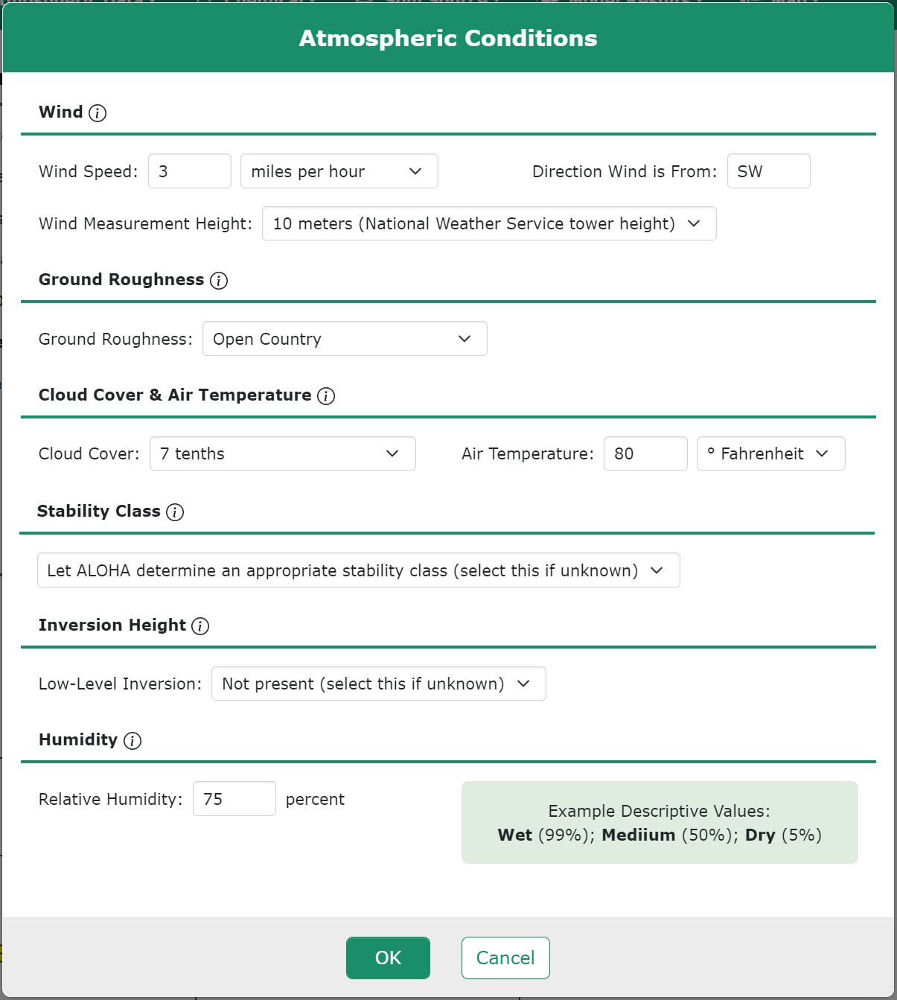 Atmospheric Conditions
Wind
Wind Speed: 3 miles per hour Direction Wind is From: SW
Wind Measurement Height: 10 meters (National Weather Service tower height)
Ground Roughness
Ground Roughness: Open Country
Cloud Cover & Air Temperature
Cloud Cover: 7 tenths Air Temperature: 80 ° Fahrenheit
Stability Class
Let ALOHA determine an appropriate stability class (select this if unknown)
Inversion Height
Low-Level Inversion: Not present (select this if unknown)
Humidity
Relative Humidity: 75 percent
Example Descriptive Values:
Wet (99%); Mediium (50%); Dry (5%)
OK Cancel